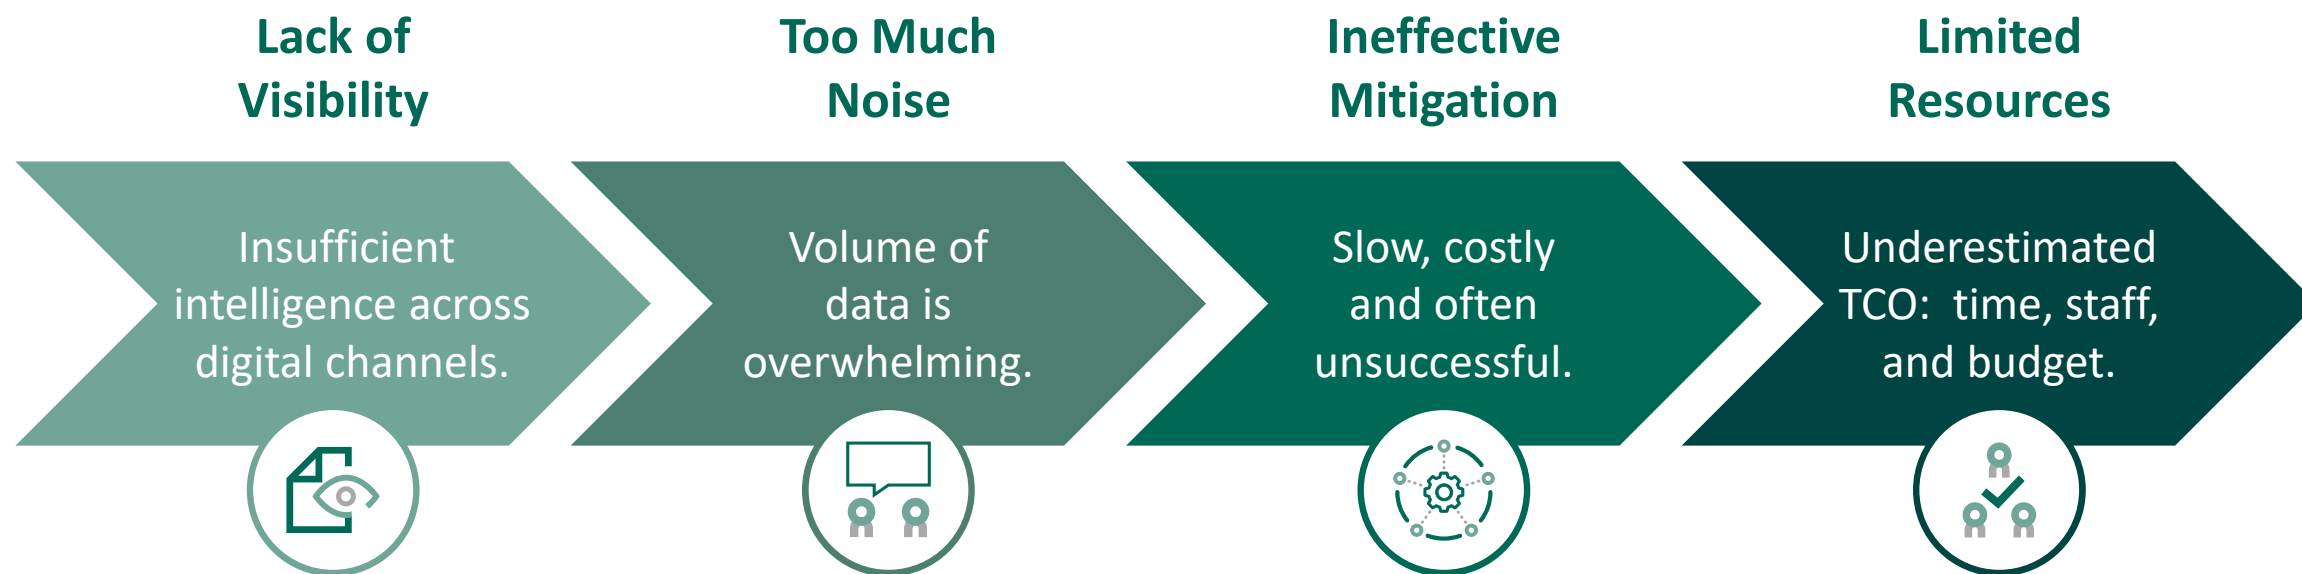 Lack of
Visibility
Insufficient
intelligence across
digital channels.
Too Much
Noise
Volume of
data is
overwhelming.
Ineffective
Mitigation
Slow, costly
and often
unsuccessful.
Limited
Resources
Underestimated
TCO:  time, staff,
and budget.